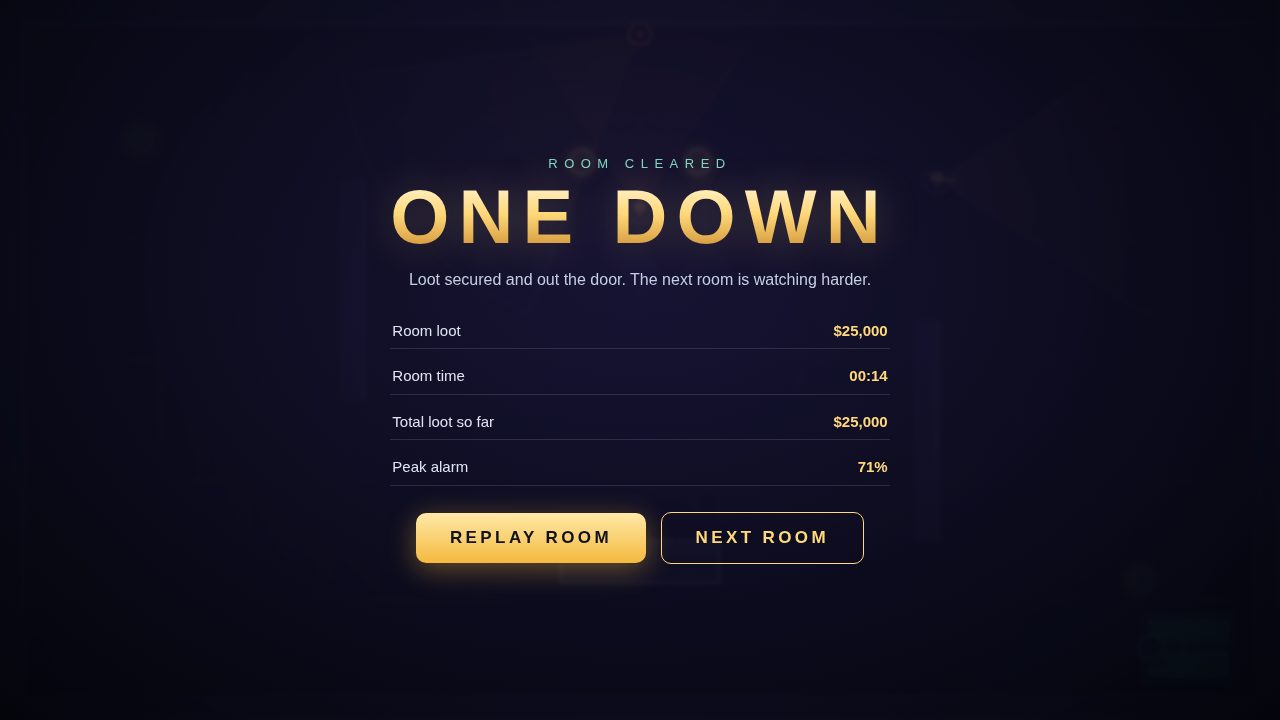 ROOM CLEARED
ONE DOWN
Loot secured and out the door. The next room is watching harder.
Room loot $25,000
Room time 00:14
Total loot so far $25,000
Peak alarm 71%
REPLAY ROOM NEXT ROOM